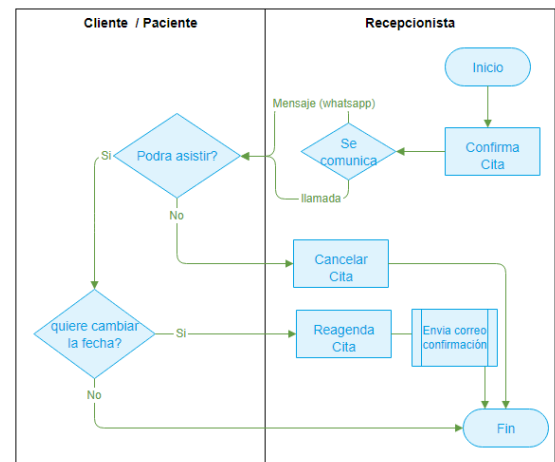 Cliente / Paciente
Recepcionista
Inicio
Mensaje (whatsapp)
Se
comunica
Confirma
Cita
Podra asistir?
Si
llamada
No
Cancelar
Cita
quiere cambiar
la fecha?
Si
Reagenda
Cita
Envia correo
confirmación
No
Fin